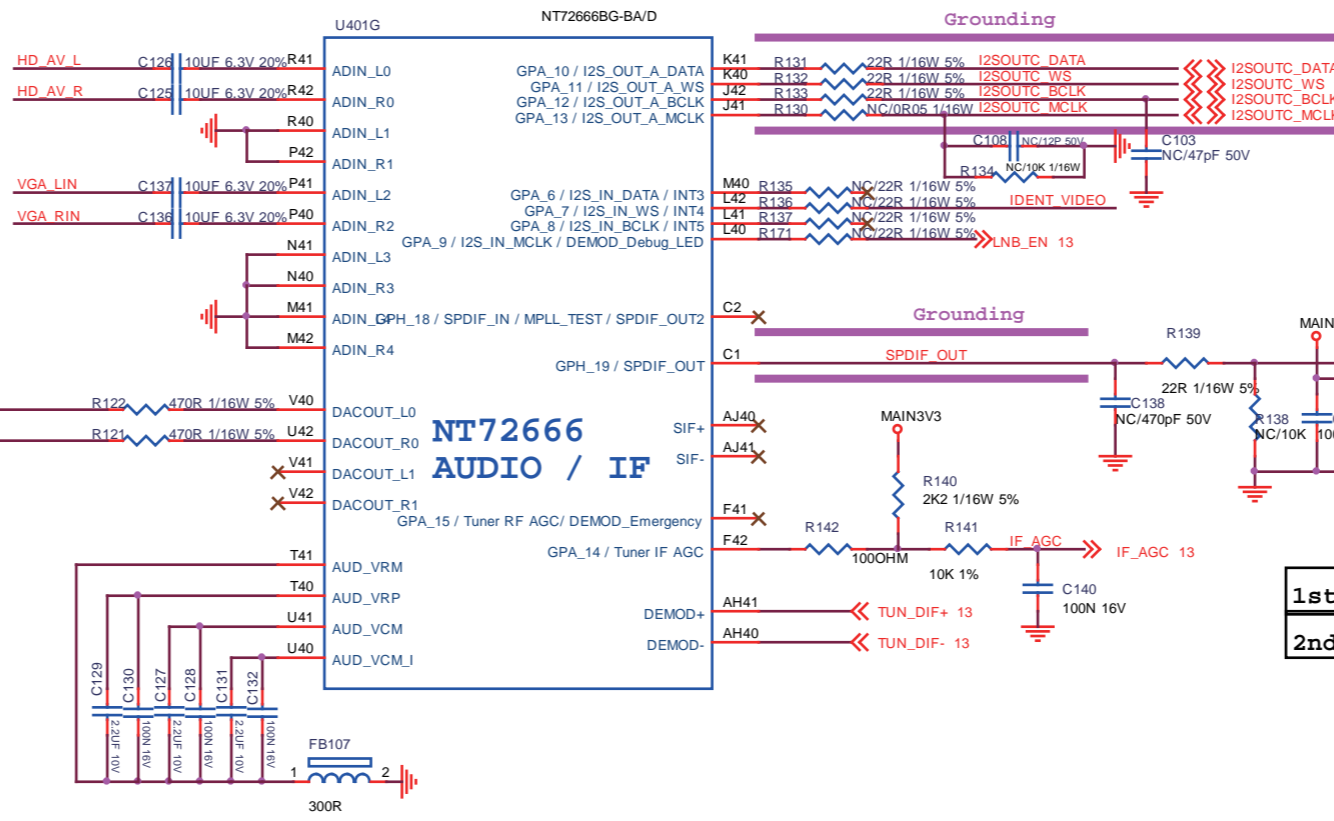 NT72666BG-BA/D
U401G
Grounding
HD_AV_L
C126
10UF 6.3V 20%
R41
ADIN_L0
HD_AV_R
C125
10UF 6.3V 20%
R42
ADIN_R0
R40
ADIN_L1
P42
ADIN_R1
VGA_LIN
C137
10UF 6.3V 20%
P41
ADIN_L2
VGA_RIN
C136
10UF 6.3V 20%
P40
ADIN_R2
N41
ADIN_L3
N40
ADIN_R3
M41
ADIN_L4
M42
ADIN_R4
R122
470R 1/16W 5%
V40
DACOUT_L0
R121
470R 1/16W 5%
U42
DACOUT_R0
V41
DACOUT_L1
V42
DACOUT_R1
T41
AUD_VRM
T40
AUD_VRP
U41
AUD_VCM
U40
AUD_VCM_I
NT72666
AUDIO / IF
C129
2.2UF 10V
C130
100N 16V
C127
2.2UF 10V
C128
100N 16V
C131
2.2UF 10V
C132
100N 16V
FB107
1
2
300R
GPA_10 / I2S_OUT_A_DATA
K41
R131
22R 1/16W 5%
I2SOUTC_DATA
I2SOUTC_DATA
GPA_11 / I2S_OUT_A_WS
K40
R132
22R 1/16W 5%
I2SOUTC_WS
I2SOUTC_WS
GPA_12 / I2S_OUT_A_BCLK
J42
R133
22R 1/16W 5%
I2SOUTC_BCLK
I2SOUTC_BCLK
GPA_13 / I2S_OUT_A_MCLK
J41
R130
NC/0R05 1/16W
I2SOUTC_MCLK
I2SOUTC_MCLK
C108
NC/12P 50V
R134
NC/10K 1/16W
C103
NC/47pF 50V
GPA_6 / I2S_IN_DATA / INT3
M40
R135
NC/22R 1/16W 5%
GPA_7 / I2S_IN_WS / INT4
L42
R136
NC/22R 1/16W 5%
IDENT_VIDEO
GPA_8 / I2S_IN_BCLK / INT5
L41
R137
NC/22R 1/16W 5%
GPA_9 / I2S_IN_MCLK / DEMOD_Debug_LED
L40
R171
NC/22R 1/16W 5%
LNB_EN 13
GPH_18 / SPDIF_IN / MPLL_TEST / SPDIF_OUT2
C2
Grounding
GPH_19 / SPDIF_OUT
C1
SPDIF_OUT
R139
22R 1/16W 5%
MAIN
C138
NC/470pF 50V
R138
NC/10K
SIF+
AJ40
SIF-
AJ41
MAIN3V3
R140
2K2 1/16W 5%
GPA_15 / Tuner RF AGC/ DEMOD_Emergency
F41
GPA_14 / Tuner IF AGC
F42
R142
100OHM
R141
10K 1%
IF_AGC
IF_AGC 13
C140
100N 16V
DEMOD+
AH41
TUN_DIF+ 13
DEMOD-
AH40
TUN_DIF- 13
1st
2nd